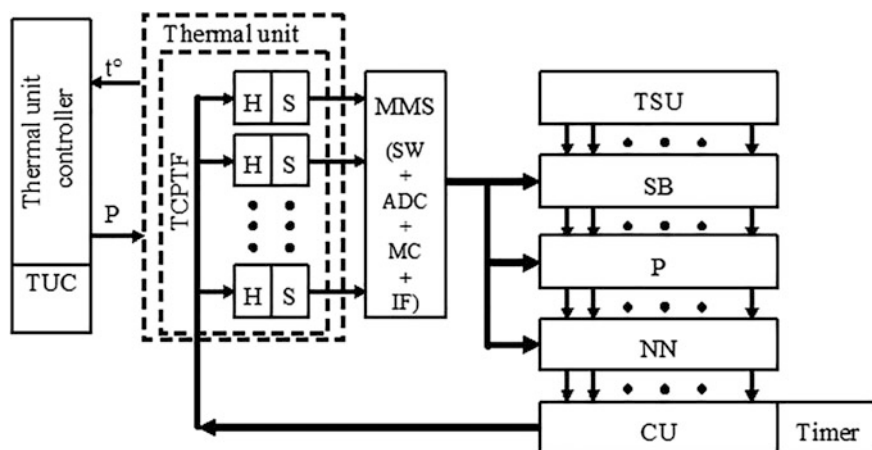 Thermal unit controller
TUC
t°
P
Thermal unit
TCPTF
H S
H S
H S
MMS
(SW
+
ADC
+
MC
+
IF)
TSU
SB
P
NN
CU
Timer